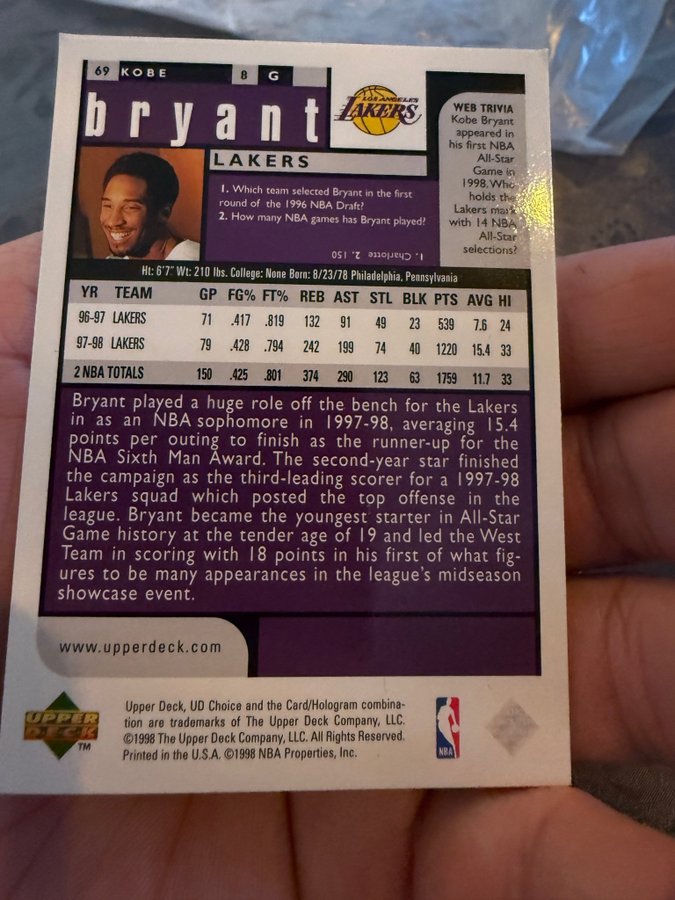 69 KOBE 8 G
bryant
LOS ANGELES
LAKERS
LAKERS
WEB TRIVIA
Kobe Bryant
appeared in
his first NBA
All-Star
Game in
1998. Who
holds the
Lakers mark
with 14 NBA
All-Star
selections?
1. Which team selected Bryant in the first
round of the 1996 NBA Draft?
2. How many NBA games has Bryant played?
1. Charlotte 2. 150
Ht: 6'7" Wt: 210 lbs. College: None Born: 8/23/78 Philadelphia, Pennsylvania
YR TEAM GP FG% FT% REB AST STL BLK PTS AVG HI
96-97 LAKERS 71 .417 .819 132 91 49 23 539 7.6 24
97-98 LAKERS 79 .428 .794 242 199 74 40 1220 15.4 33
2 NBA TOTALS 150 .425 .801 374 290 123 63 1759 11.7 33
Bryant played a huge role off the bench for the Lakers
in as an NBA sophomore in 1997-98, averaging 15.4
points per outing to finish as the runner-up for the
NBA Sixth Man Award. The second-year star finished
the campaign as the third-leading scorer for a 1997-98
Lakers squad which posted the top offense in the
league. Bryant became the youngest starter in All-Star
Game history at the tender age of 19 and led the West
Team in scoring with 18 points in his first of what fig-
ures to be many appearances in the league's midseason
showcase event.
www.upperdeck.com
UPPER
DECK
TM
Upper Deck, UD Choice and the Card/Hologram combina-
tion are trademarks of The Upper Deck Company, LLC.
©1998 The Upper Deck Company, LLC. All Rights Reserved.
Printed in the U.S.A. ©1998 NBA Properties, Inc.
NBA